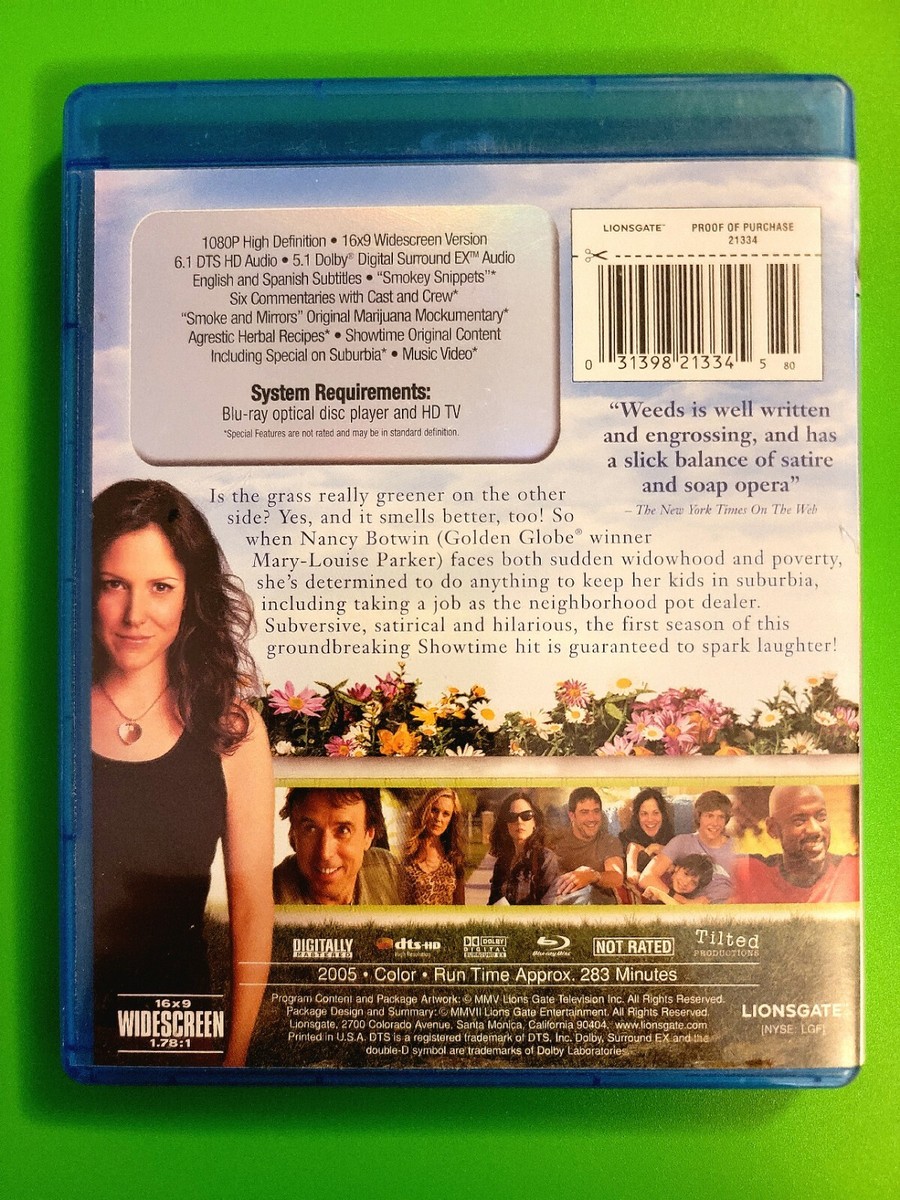 1080P High Definition • 16x9 Widescreen Version
6.1 DTS HD Audio • 5.1 Dolby® Digital Surround EX™ Audio
English and Spanish Subtitles • “Smokey Snippets”*
Six Commentaries with Cast and Crew*
“Smoke and Mirrors” Original Marijuana Mockumentary*
Agrestic Herbal Recipes* • Showtime Original Content
Including Special on Suburbia* • Music Video*
System Requirements:
Blu-ray optical disc player and HD TV
*Special Features are not rated and may be in standard definition.
LIONSGATE™ PROOF OF PURCHASE
21334
0 31398 21334 5 80
“Weeds is well written
and engrossing, and has
a slick balance of satire
and soap opera”
– The New York Times On The Web
Is the grass really greener on the other
side? Yes, and it smells better, too! So
when Nancy Botwin (Golden Globe® winner
Mary-Louise Parker) faces both sudden widowhood and poverty,
she’s determined to do anything to keep her kids in suburbia,
including taking a job as the neighborhood pot dealer.
Subversive, satirical and hilarious, the first season of this
groundbreaking Showtime hit is guaranteed to spark laughter!
DIGITALLY
MASTERED
dts-HD
High Resolution
DOLBY
DIGITAL
SURROUND EX
Blu-ray Disc
NOT RATED
Tilted
PRODUCTIONS
2005 • Color • Run Time Approx. 283 Minutes
16x9
WIDESCREEN
1.78:1
Program Content and Package Artwork: © MMV Lions Gate Television Inc. All Rights Reserved.
Package Design and Summary: © MMVII Lions Gate Entertainment. All Rights Reserved.
Lionsgate, 2700 Colorado Avenue, Santa Monica, California 90404. www.lionsgate.com
Printed in U.S.A. DTS is a registered trademark of DTS, Inc. Dolby, Surround EX and the
double-D symbol are trademarks of Dolby Laboratories.
LIONSGATE
[NYSE: LGF]